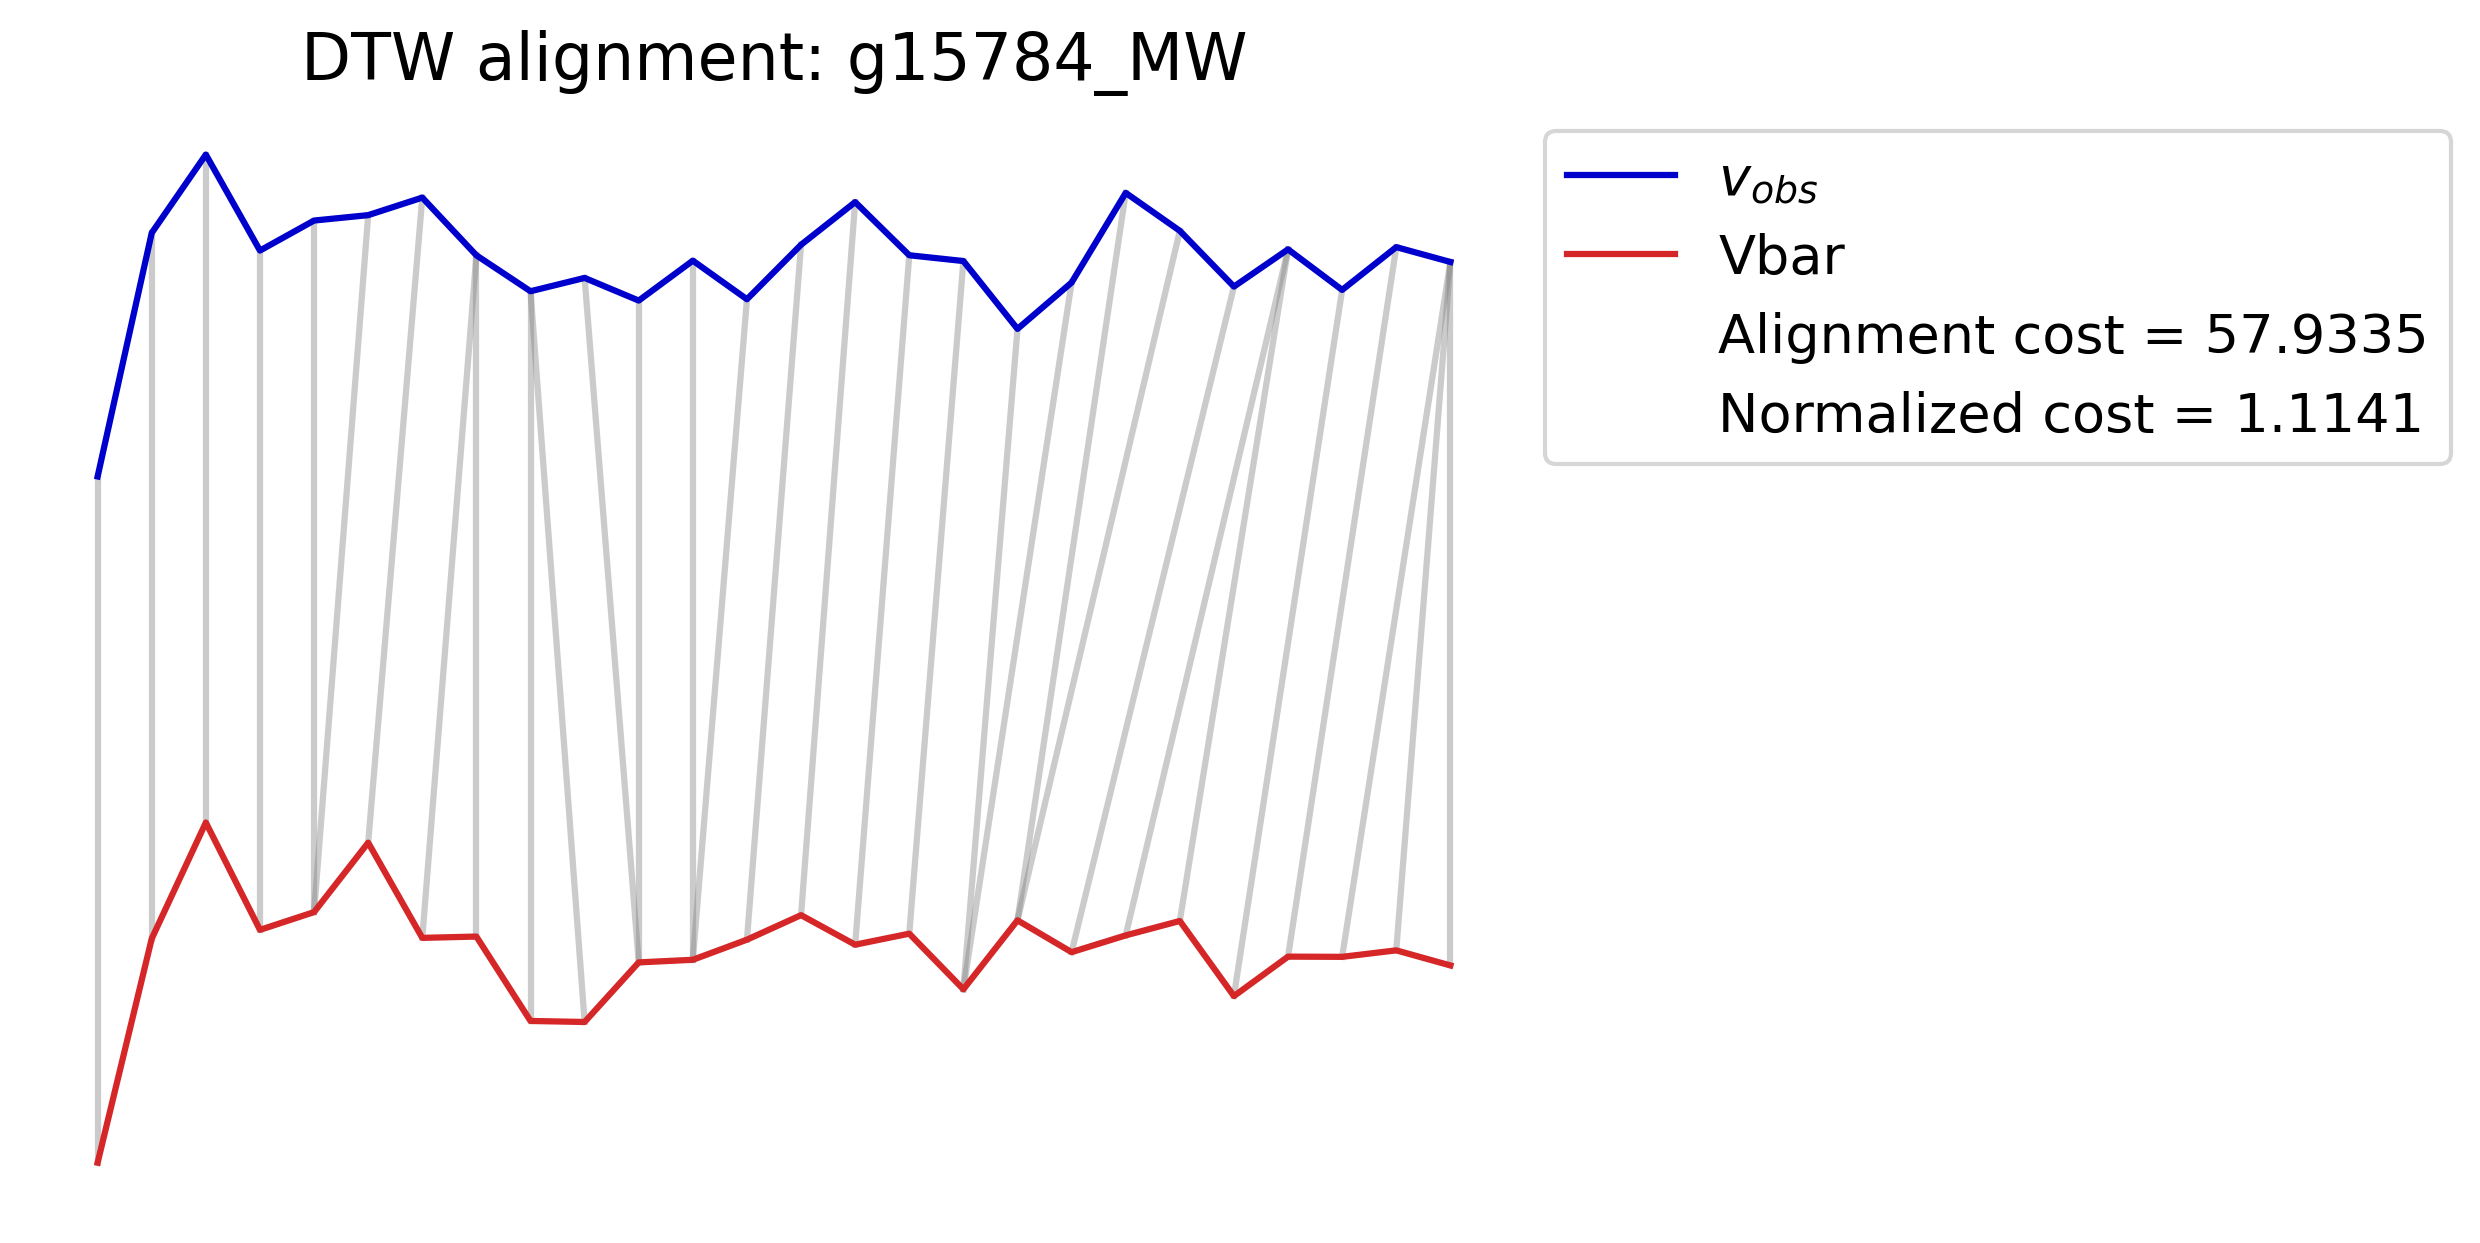 DTW alignment: g15784_MW
v_obs
Vbar
Alignment cost = 57.9335
Normalized cost = 1.1141